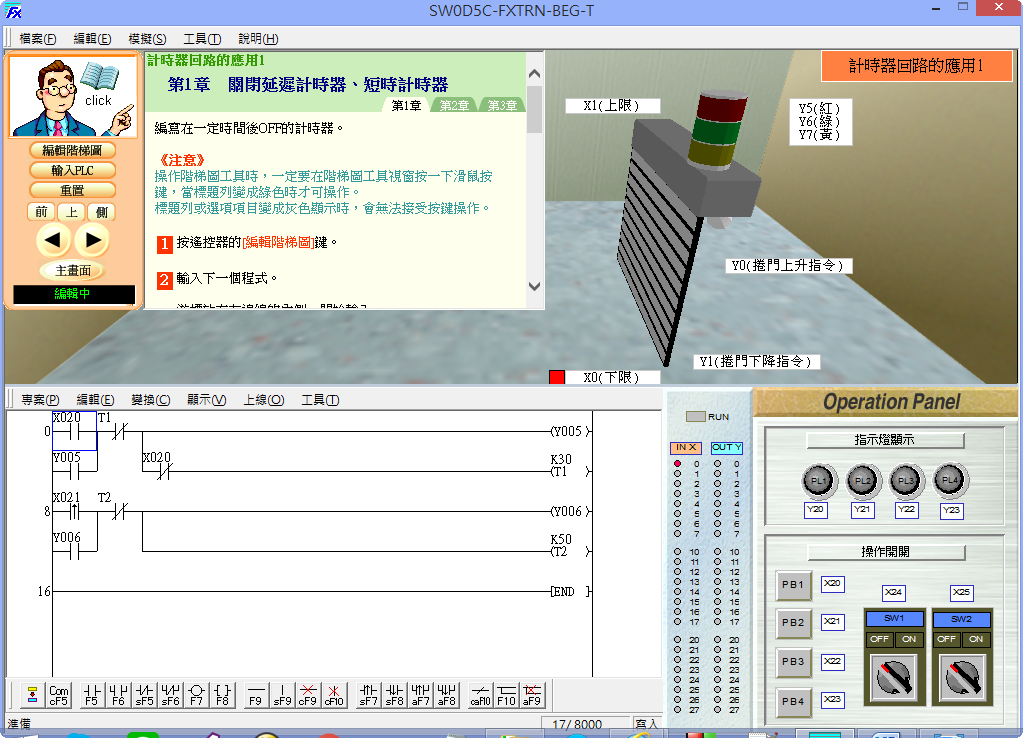 SW0D5C-FXTRN-BEG-T
檔案(F) 編輯(E) 模擬(S) 工具(T) 說明(H)
click
編輯階梯圖
輸入PLC
重置
前 上 側
主畫面
編輯中
計時器回路的應用1
第1章 關閉延遲計時器、短時計時器
第1章 第2章 第3章
編寫在一定時間後OFF的計時器。
《注意》
操作階梯圖工具時,一定要在階梯圖工具視窗按一下滑鼠按
鍵,當標題列變成綠色時才可操作。
標題列或選項項目變成灰色顯示時,會無法接受按鍵操作。
1 按遙控器的[編輯階梯圖]鍵。
2 輸入下一個程式。
計時器回路的應用1
X1(上限)
Y5(紅)
Y6(綠)
Y7(黃)
Y0(捲門上升指令)
Y1(捲門下降指令)
X0(下限)
專案(P) 編輯(E) 變換(C) 顯示(V) 上線(O) 工具(T)
X020 T1
0 (Y005 )
Y005 X020 K30
(T1 )
X021 T2
8 (Y006 )
Y006 K50
(T2 )
16 [END ]
Com
cF5 F5 F6 sF5 sF6 F7 F8 F9 sF9 cF9 cF10 sF7 sF8 aF7 aF8 caF10 F10 aF9
準備 17/ 8000 寫入
RUN
IN X OUT Y
0 0
1 1
2 2
3 3
4 4
5 5
6 6
7 7
10 10
11 11
12 12
13 13
14 14
15 15
16 16
17 17
20 20
21 21
22 22
23 23
24 24
25 25
26 26
27 27
Operation Panel
指示燈顯示
PL1 PL2 PL3 PL4
Y20 Y21 Y22 Y23
操作開關
PB1 X20
PB2 X21
PB3 X22
PB4 X23
X24 X25
SW1 SW2
OFF ON OFF ON